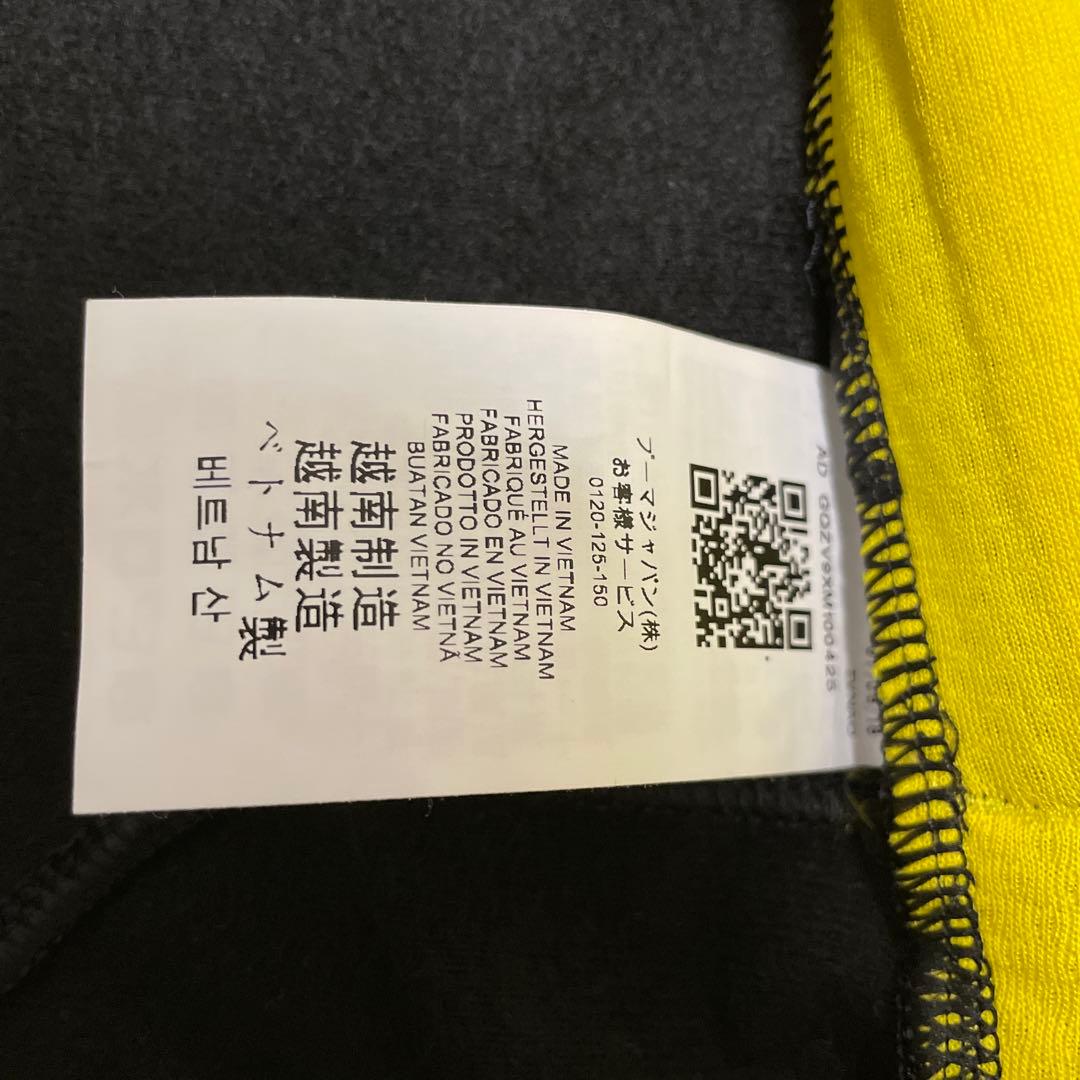 AD GOZV9XM100425
プーマジャパン(株)
お客様サービス
0120-125-150
MADE IN VIETNAM
HERGESTELLT IN VIETNAM
FABRIQUÉ AU VIETNAM
FABRICADO EN VIETNAM
PRODOTTO IN VIETNAM
FABRICADO NO VIETNÃ
BUATAN VIETNAM
越南制造
越南製造
ベトナム製
베트남 산